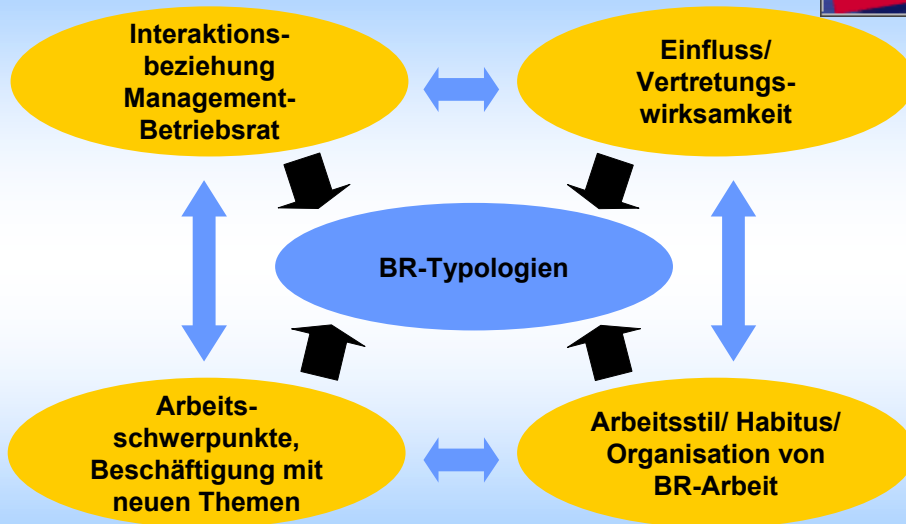 Interaktions-
beziehung
Management-
Betriebsrat
Einfluss/
Vertretungs-
wirksamkeit
BR-Typologien
Arbeits-
schwerpunkte,
Beschäftigung mit
neuen Themen
Arbeitsstil/ Habitus/
Organisation von
BR-Arbeit